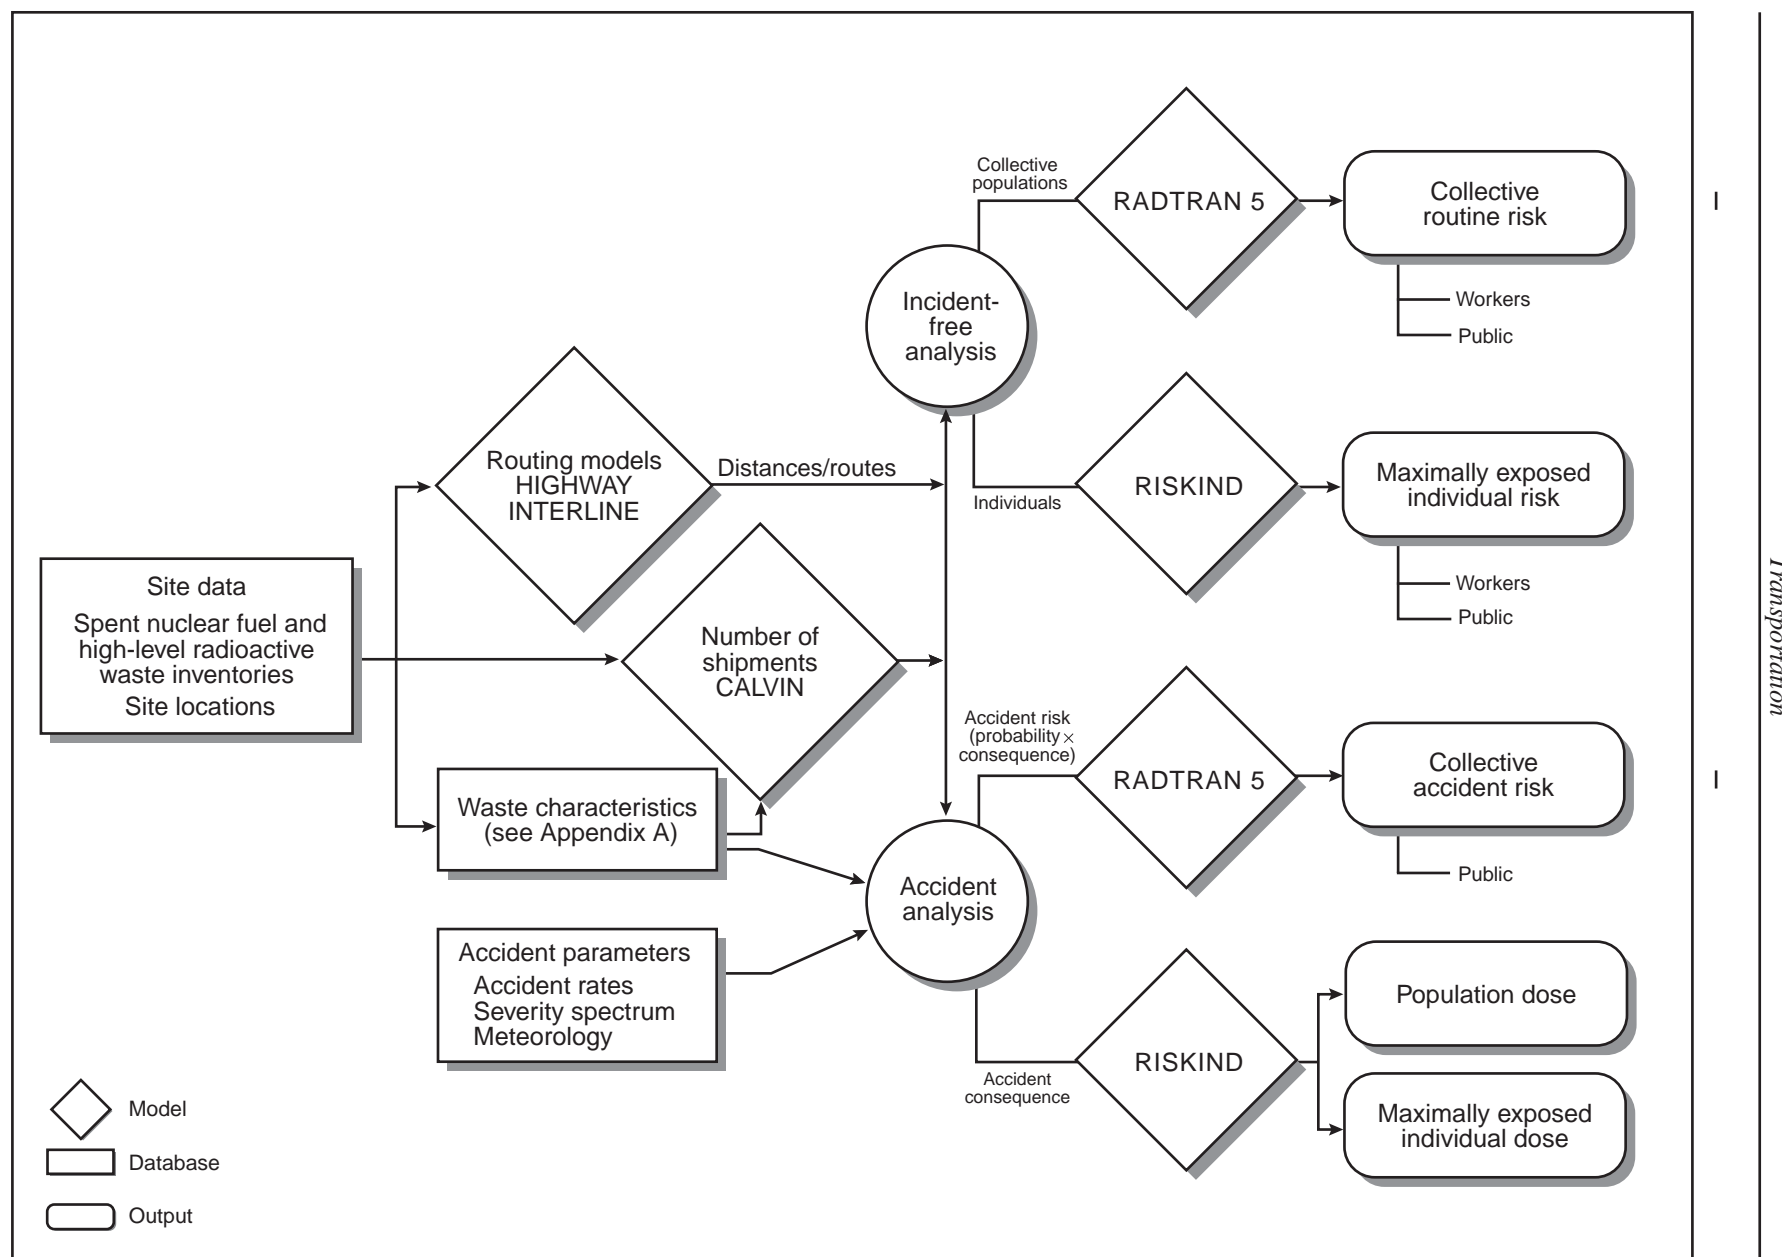 Collective
populations
RADTRAN 5
Collective
routine risk
Workers
Public
Incident-
free
analysis
Individuals
RISKIND
Maximally exposed
individual risk
Workers
Public
Routing models
HIGHWAY
INTERLINE
Distances/routes
Site data
Spent nuclear fuel and
high-level radioactive
waste inventories
Site locations
Number of
shipments
CALVIN
Waste characteristics
(see Appendix A)
Accident parameters
Accident rates
Severity spectrum
Meteorology
Accident
analysis
Accident risk
(probability ×
consequence)
RADTRAN 5
Collective
accident risk
Public
Accident
consequence
RISKIND
Population dose
Maximally exposed
individual dose
Model
Database
Output
Transportation